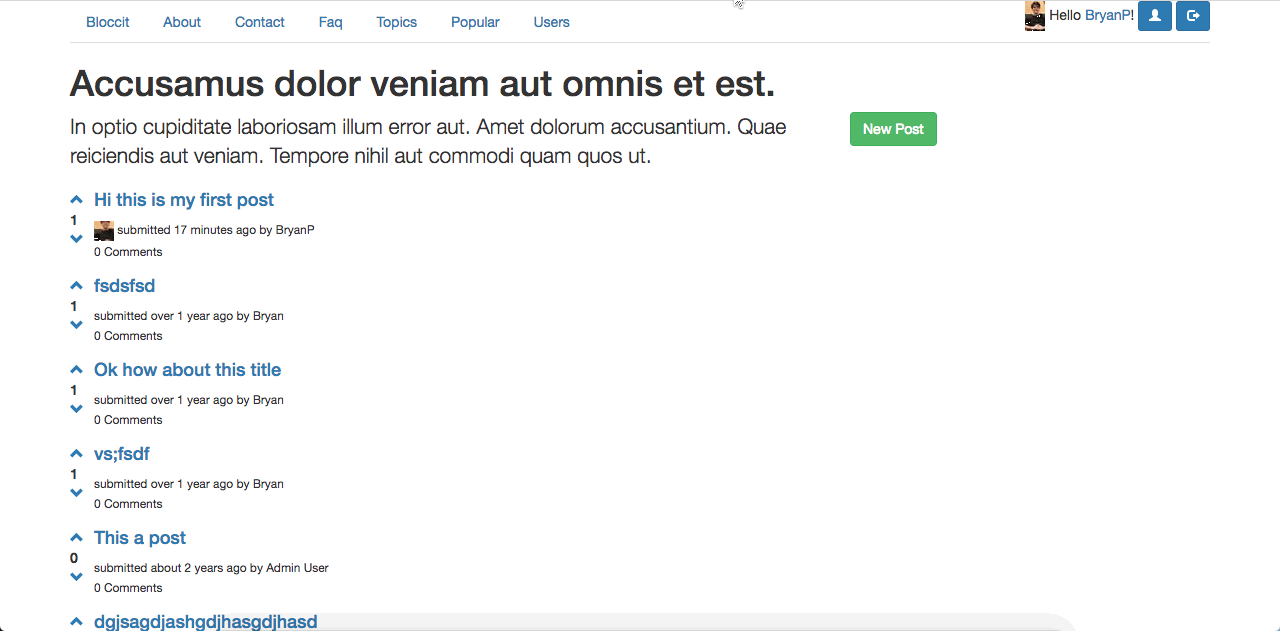 Bloccit About Contact Faq Topics Popular Users Hello BryanP!
Accusamus dolor veniam aut omnis et est.
In optio cupiditate laboriosam illum error aut. Amet dolorum accusantium. Quae
reiciendis aut veniam. Tempore nihil aut commodi quam quos ut.
New Post
Hi this is my first post
1
submitted 17 minutes ago by BryanP
0 Comments
fsdsfsd
1
submitted over 1 year ago by Bryan
0 Comments
Ok how about this title
1
submitted over 1 year ago by Bryan
0 Comments
vs;fsdf
1
submitted over 1 year ago by Bryan
0 Comments
This a post
0
submitted about 2 years ago by Admin User
0 Comments
dgjsagdjashgdjhasgdjhasd